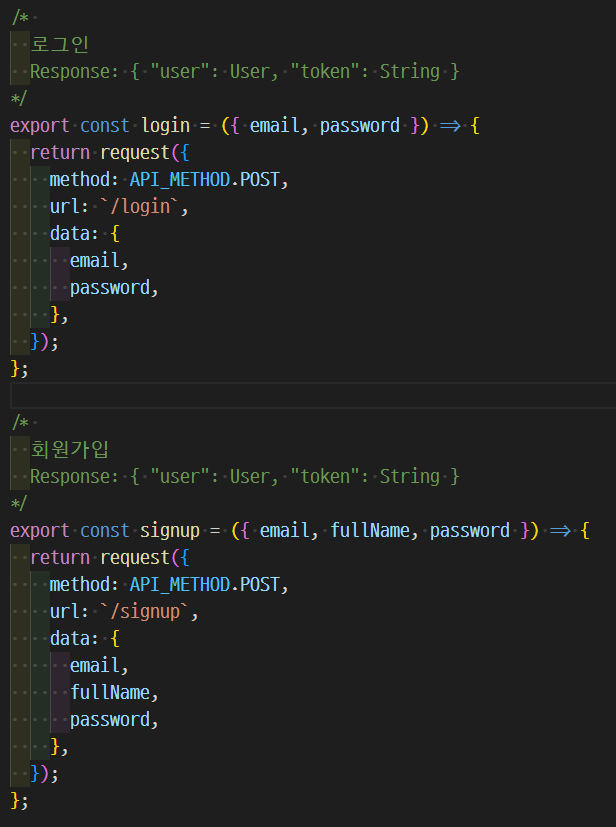 /*
  로그인
  Response: { "user": User, "token": String }
*/
export const login = ({ email, password }) => {
  return request({
    method: API_METHOD.POST,
    url: `/login`,
    data: {
      email,
      password,
    },
  });
};

/*
  회원가입
  Response: { "user": User, "token": String }
*/
export const signup = ({ email, fullName, password }) => {
  return request({
    method: API_METHOD.POST,
    url: `/signup`,
    data: {
      email,
      fullName,
      password,
    },
  });
};